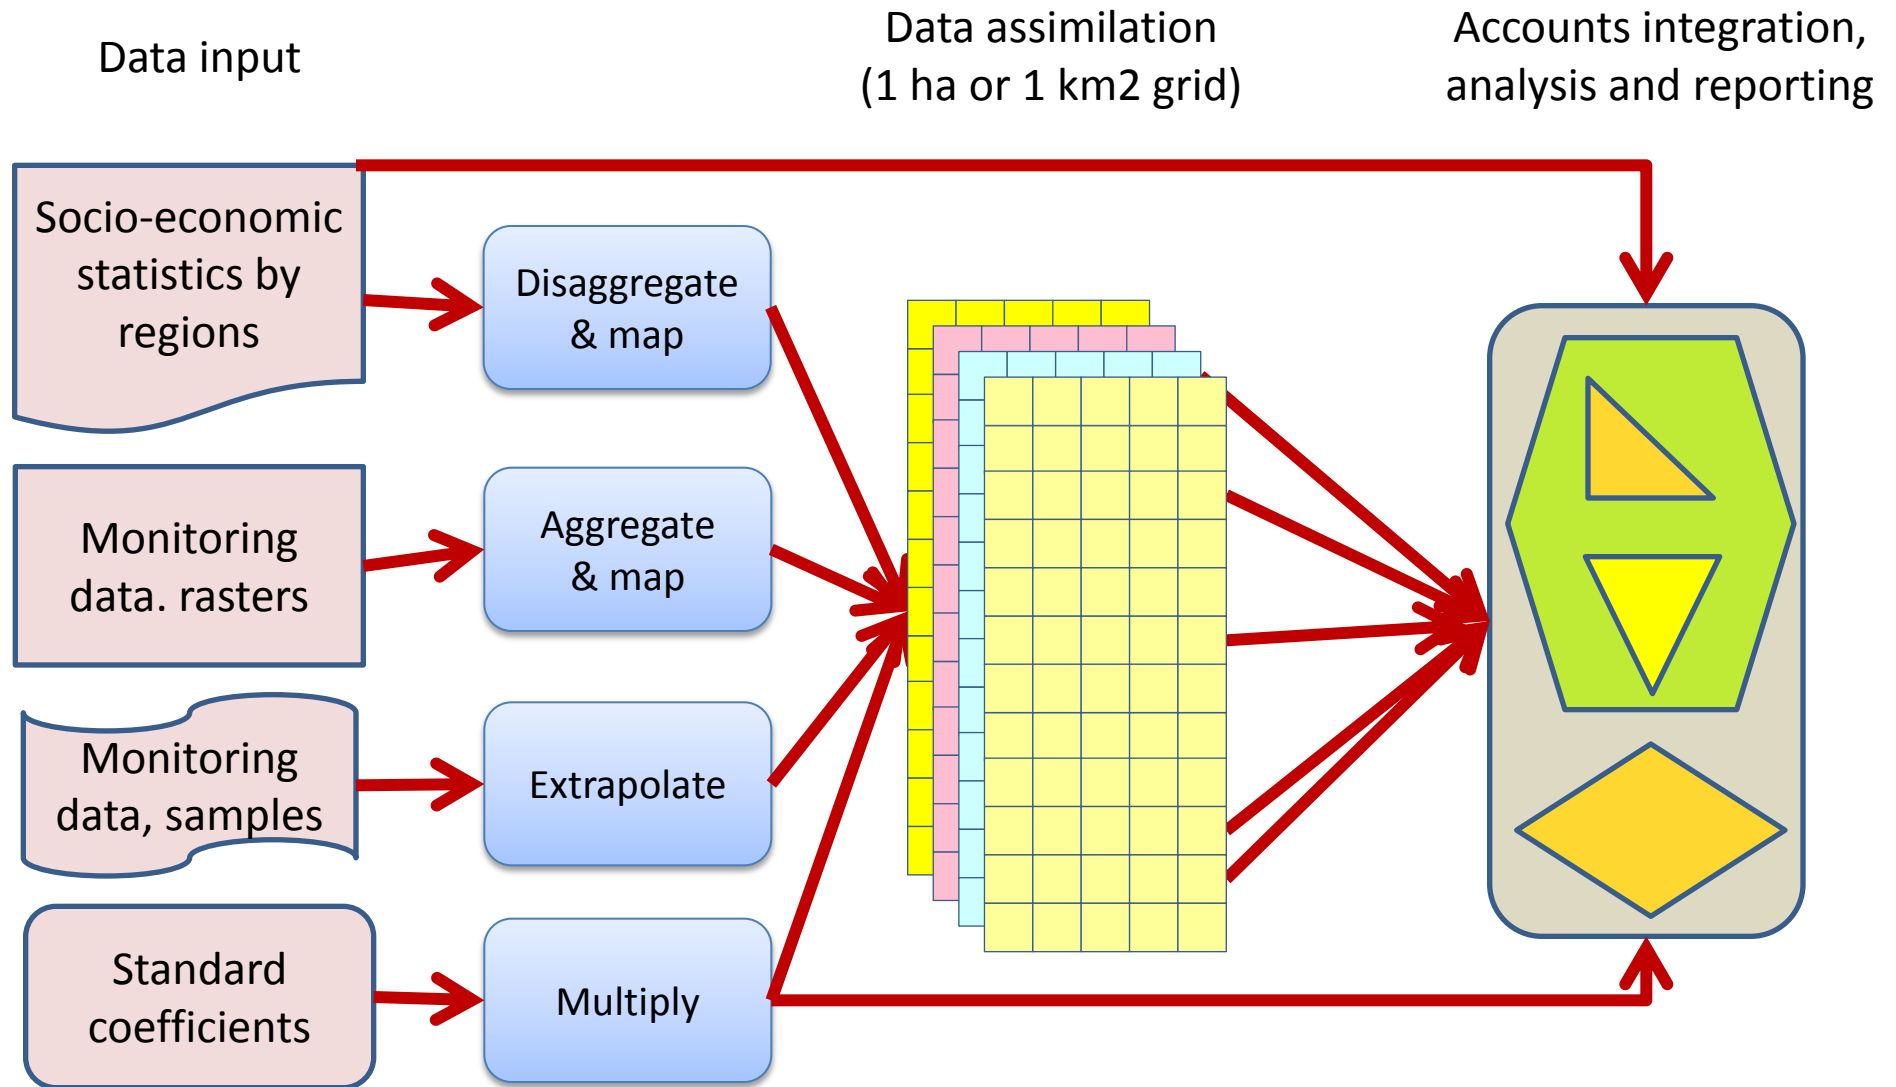 Data input
Data assimilation
(1 ha or 1 km2 grid)
Accounts integration,
analysis and reporting
Socio-economic
statistics by
regions
Disaggregate
& map
Monitoring
data. rasters
Aggregate
& map
Monitoring
data, samples
Extrapolate
Standard
coefficients
Multiply